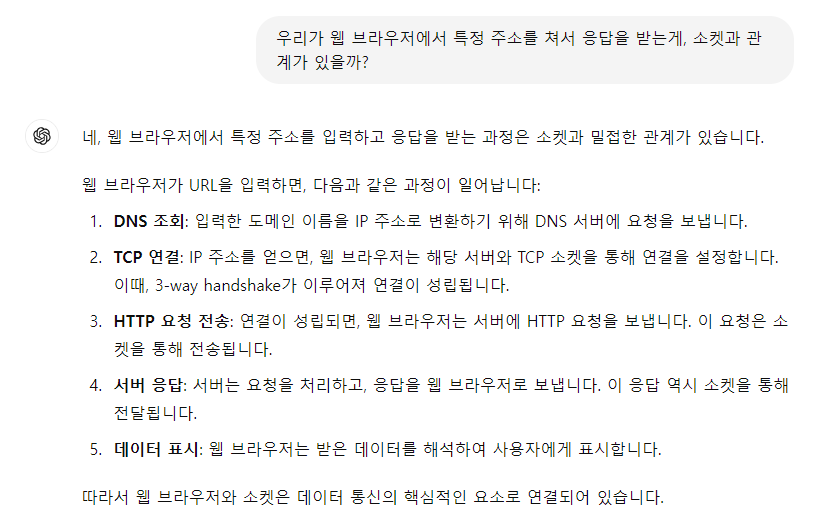 우리가 웹 브라우저에서 특정 주소를 쳐서 응답을 받는게, 소켓과 관
계가 있을까?
네, 웹 브라우저에서 특정 주소를 입력하고 응답을 받는 과정은 소켓과 밀접한 관계가 있습니다.
웹 브라우저가 URL을 입력하면, 다음과 같은 과정이 일어납니다:
1. DNS 조회: 입력한 도메인 이름을 IP 주소로 변환하기 위해 DNS 서버에 요청을 보냅니다.
2. TCP 연결: IP 주소를 얻으면, 웹 브라우저는 해당 서버와 TCP 소켓을 통해 연결을 설정합니다.
이때, 3-way handshake가 이루어져 연결이 성립됩니다.
3. HTTP 요청 전송: 연결이 성립되면, 웹 브라우저는 서버에 HTTP 요청을 보냅니다. 이 요청은 소
켓을 통해 전송됩니다.
4. 서버 응답: 서버는 요청을 처리하고, 응답을 웹 브라우저로 보냅니다. 이 응답 역시 소켓을 통해
전달됩니다.
5. 데이터 표시: 웹 브라우저는 받은 데이터를 해석하여 사용자에게 표시합니다.
따라서 웹 브라우저와 소켓은 데이터 통신의 핵심적인 요소로 연결되어 있습니다.